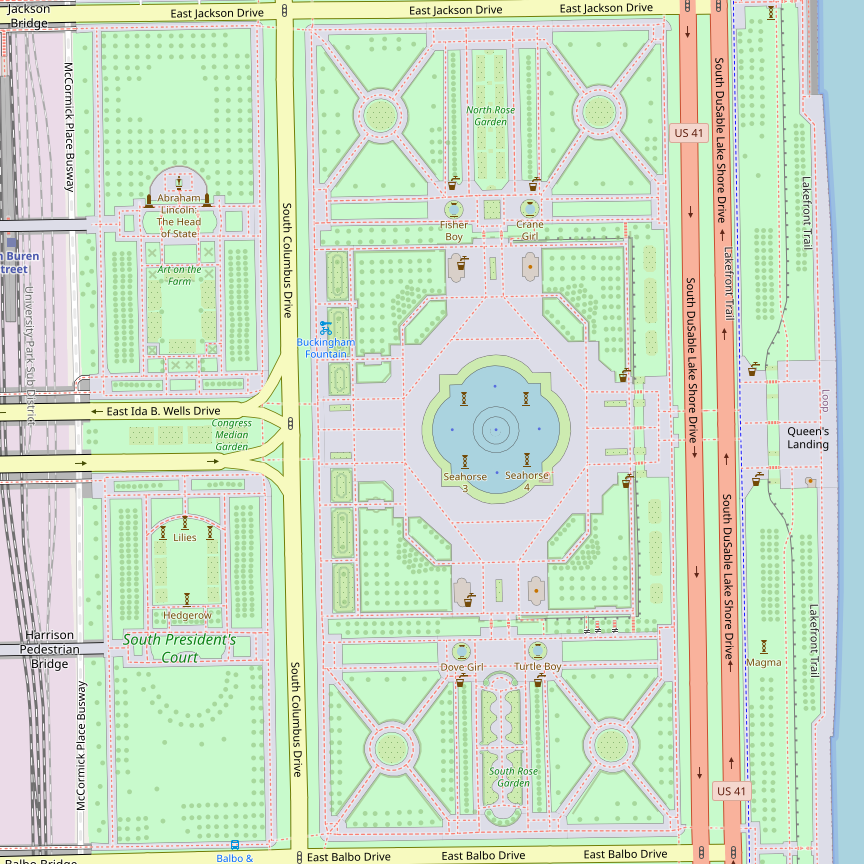 East Jackson Drive
East Jackson Drive
East Jackson Drive
Jackson
Bridge
McCormick Place Busway
South DuSable Lake Shore Drive
North Rose
Garden
US 41
Lakefront Trail
Abraham
Lincoln:
The Head
of State
Fisher
Boy
Crane
Girl
South Columbus Drive
n Buren
treet
Art on the
Farm
Lakefront Trail
University Park Sub District
South DuSable Lake Shore Drive
Buckingham
Fountain
East Ida B. Wells Drive
Loop
Congress
Median
Garden
Queen's
Landing
Seahorse
3
Seahorse
4
South DuSable Lake Shore Drive
Lilies
Hedgerow
Harrison
Pedestrian
Bridge
South President's
Court
Lakefront Trail
Dove Girl
Turtle Boy
Magma
South Columbus Drive
McCormick Place Busway
South Rose
Garden
US 41
Balbo Bridge
Balbo &
East Balbo Drive
East Balbo Drive
East Balbo Drive